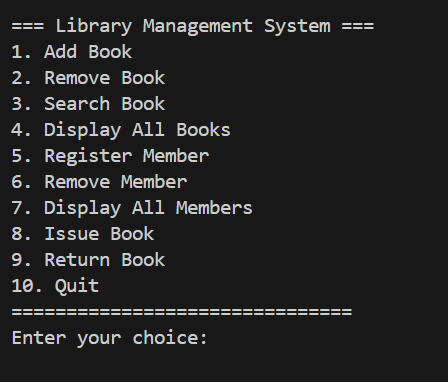 === Library Management System ===
1. Add Book
2. Remove Book
3. Search Book
4. Display All Books
5. Register Member
6. Remove Member
7. Display All Members
8. Issue Book
9. Return Book
10. Quit
===============================
Enter your choice: